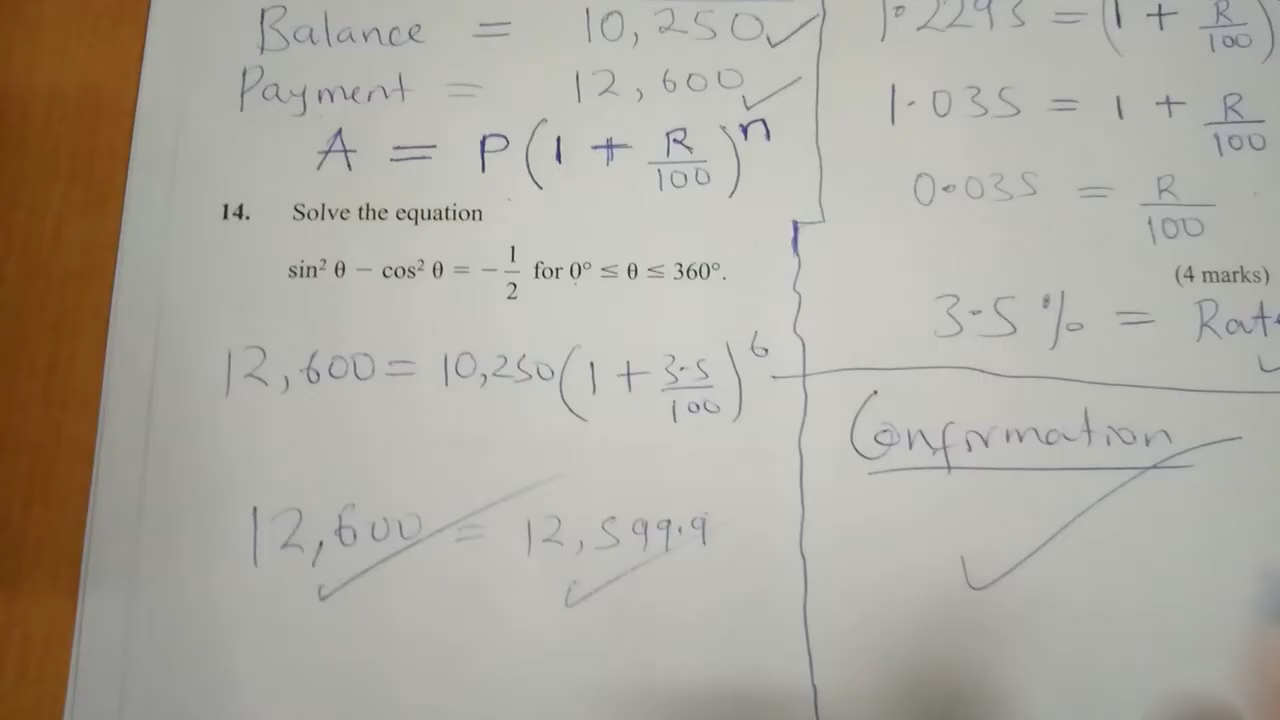 Balance = 10,250
Payment = 12,600
A = P(1 + R/100)^n
14. Solve the equation
sin² θ − cos² θ = −1/2 for 0° ≤ θ ≤ 360°.
12,600 = 10,250(1 + 3.5/100)^6
12,600 = 12,599.9
1.2293 = (1 + R/100)
1.035 = 1 + R/100
0.035 = R/100
(4 marks)
3.5% = Rate
Confirmation